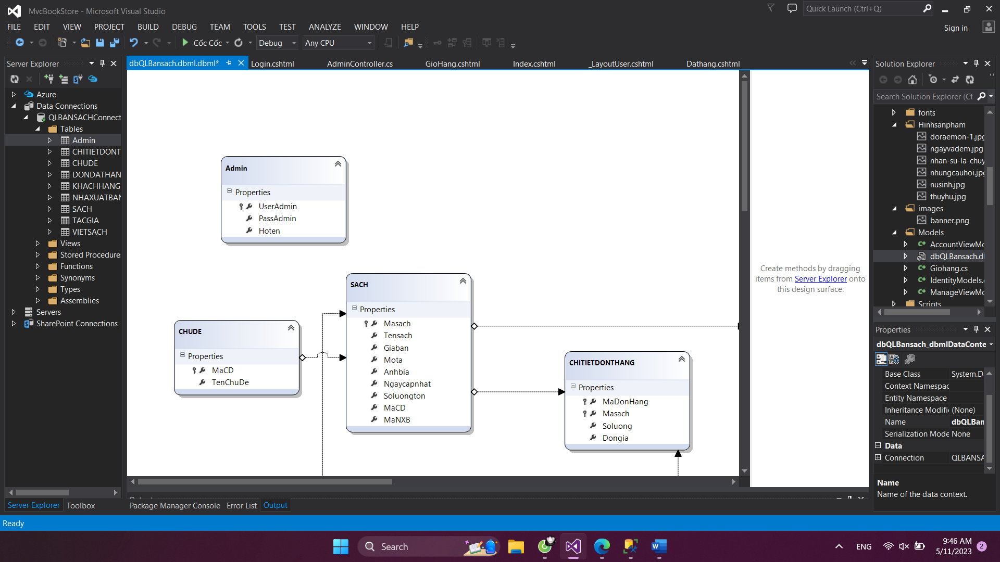 MvcBookStore - Microsoft Visual Studio
Quick Launch (Ctrl+Q)
FILE EDIT VIEW PROJECT BUILD DEBUG TEAM TOOLS TEST ANALYZE WINDOW HELP
Sign in
Cốc Cốc Debug Any CPU
Server Explorer
Azure
Data Connections
QLBANSACHConnect
Tables
Admin
CHITIETDONT
CHUDE
DONDATHAN
KHACHHANG
NHAXUATBAN
SACH
TACGIA
VIETSACH
Views
Stored Procedure
Functions
Synonyms
Types
Assemblies
Servers
SharePoint Connections
Server Explorer Toolbox
dbQLBansach.dbml.dbml* Login.cshtml AdminController.cs GioHang.cshtml Index.cshtml _LayoutUser.cshtml Dathang.cshtml
Admin
Properties
UserAdmin
PassAdmin
Hoten
SACH
Properties
Masach
Tensach
Giaban
Mota
Anhbia
Ngaycapnhat
Soluongton
MaCD
MaNXB
CHUDE
Properties
MaCD
TenChuDe
CHITIETDONTHANG
Properties
MaDonHang
Masach
Soluong
Dongia
Create methods by dragging
items from Server Explorer onto
this design surface.
Package Manager Console Error List Output
Solution Explorer
Search Solution Explorer (Ct
fonts
Hinhsanpham
doraemon-1.jpg
ngayvadem.jpg
nhan-su-la-chuy
nhungcauhoi.jpg
nusinh.jpg
thuyhu.jpg
images
banner.png
Models
AccountViewMo
dbQLBansach.dl
Giohang.cs
IdentityModels.c
ManageViewMo
Scripts
Properties
dbQLBansach_dbmlDataConte
Base Class System.D
Context Namespac
Entity Namespace
Inheritance Modifi (None)
Name dbQLBan
Serialization Mode None
Data
Connection QLBANSA
Name
Name of the data context.
Ready
Search
ENG
9:46 AM
5/11/2023
2